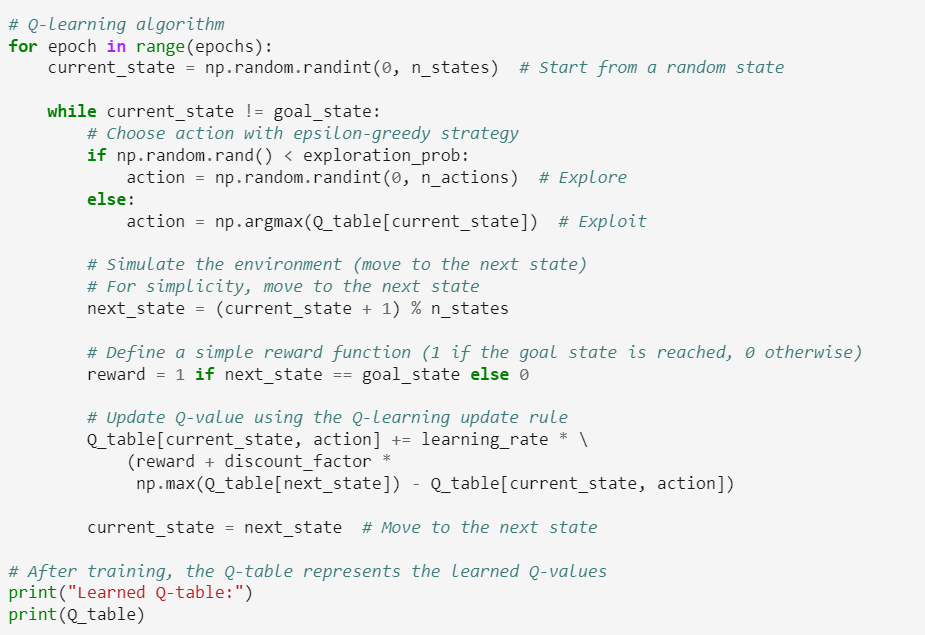 # Q-learning algorithm
for epoch in range(epochs):
    current_state = np.random.randint(0, n_states)  # Start from a random state

    while current_state != goal_state:
        # Choose action with epsilon-greedy strategy
        if np.random.rand() < exploration_prob:
            action = np.random.randint(0, n_actions)  # Explore
        else:
            action = np.argmax(Q_table[current_state])  # Exploit

        # Simulate the environment (move to the next state)
        # For simplicity, move to the next state
        next_state = (current_state + 1) % n_states

        # Define a simple reward function (1 if the goal state is reached, 0 otherwise)
        reward = 1 if next_state == goal_state else 0

        # Update Q-value using the Q-learning update rule
        Q_table[current_state, action] += learning_rate * \
            (reward + discount_factor *
             np.max(Q_table[next_state]) - Q_table[current_state, action])

        current_state = next_state  # Move to the next state

# After training, the Q-table represents the learned Q-values
print("Learned Q-table:")
print(Q_table)